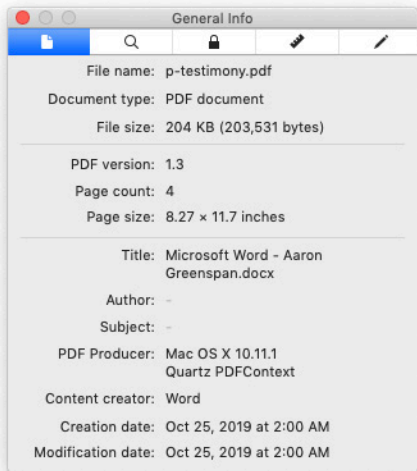 General Info
File name: p-testimony.pdf
Document type: PDF document
File size: 204 KB (203,531 bytes)
PDF version: 1.3
Page count: 4
Page size: 8.27 × 11.7 inches
Title: Microsoft Word - Aaron
Greenspan.docx
Author: -
Subject: -
PDF Producer: Mac OS X 10.11.1
Quartz PDFContext
Content creator: Word
Creation date: Oct 25, 2019 at 2:00 AM
Modification date: Oct 25, 2019 at 2:00 AM